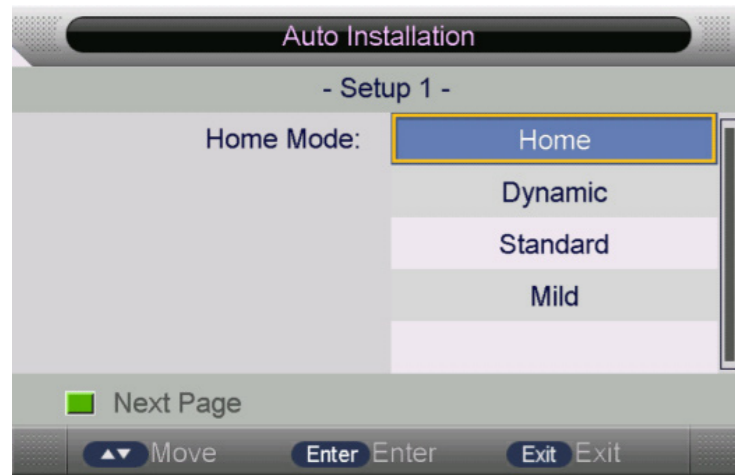 Auto Installation
- Setup 1 -
Home Mode: Home
Dynamic
Standard
Mild
Next Page
▲▼ Move Enter Enter Exit Exit